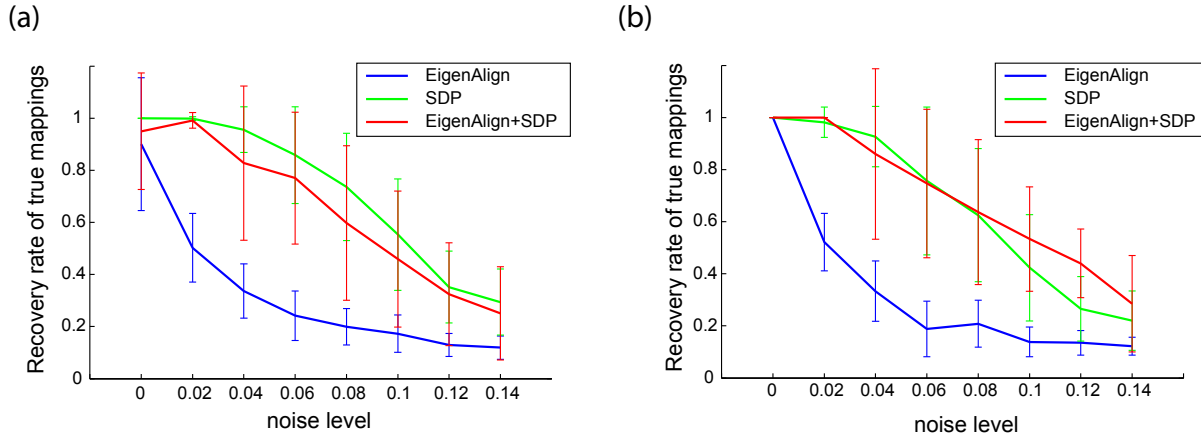 (a)
Recovery rate of true mappings
1
0.8
0.6
0.4
0.2
0
0 0.02 0.04 0.06 0.08 0.1 0.12 0.14
noise level
EigenAlign
SDP
EigenAlign+SDP
(b)
Recovery rate of true mappings
1
0.8
0.6
0.4
0.2
0
0 0.02 0.04 0.06 0.08 0.1 0.12 0.14
noise level
EigenAlign
SDP
EigenAlign+SDP